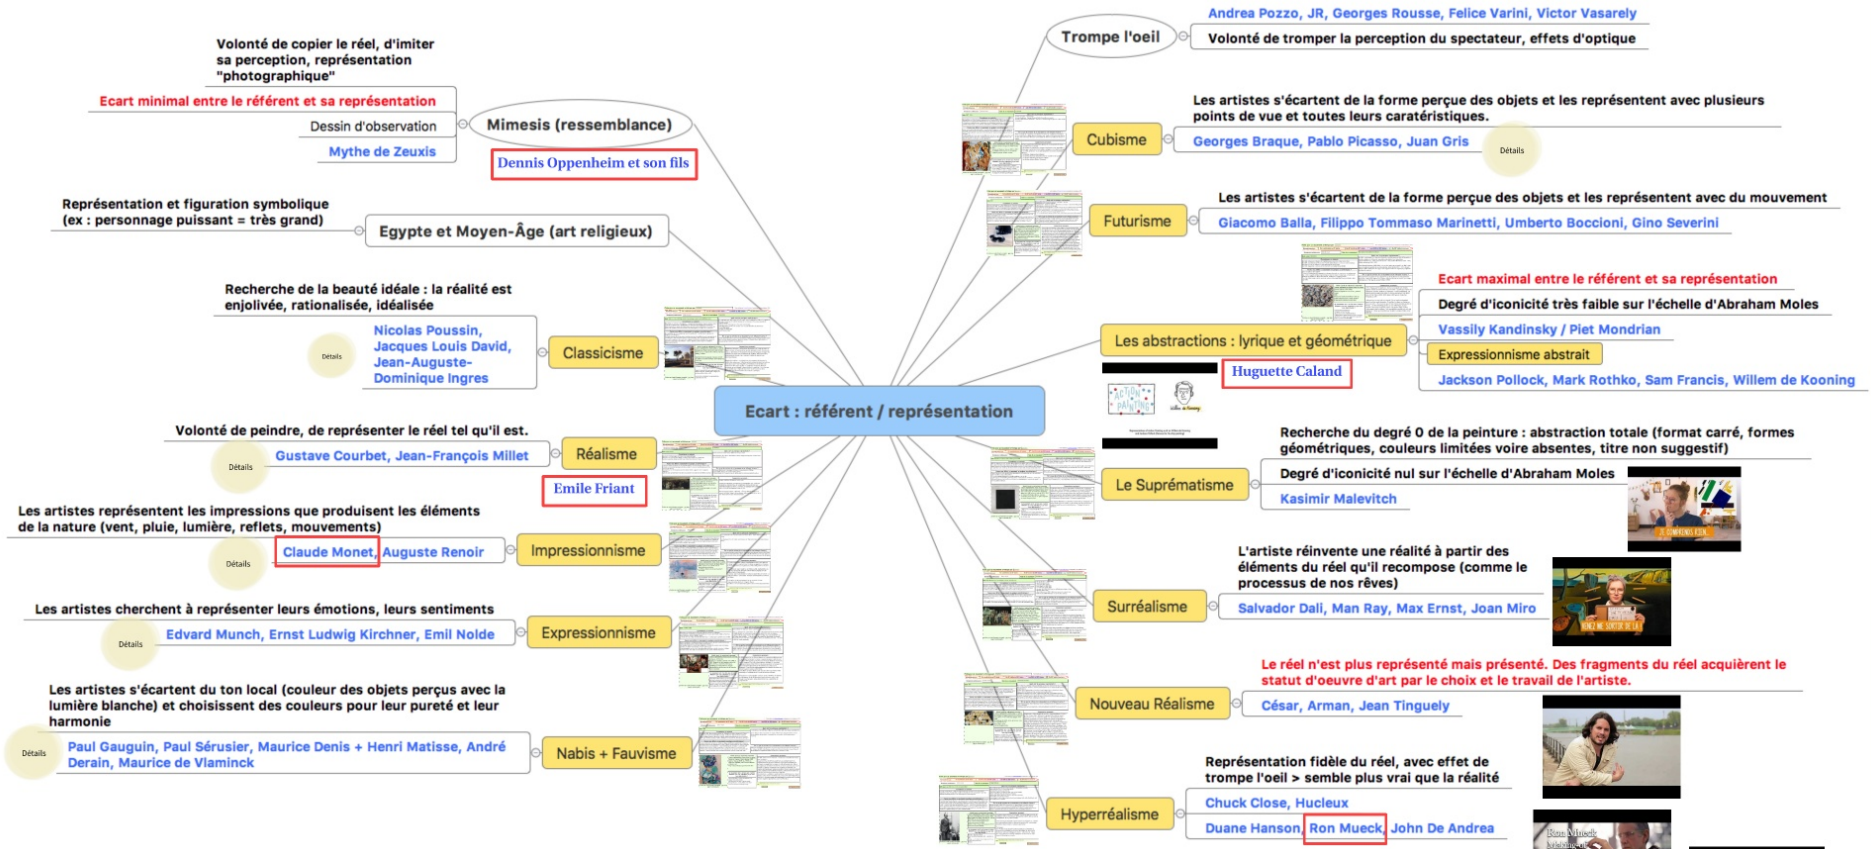 Volonté de copier le réel, d'imiter
sa perception, représentation
"photographique"
Ecart minimal entre le référent et sa représentation
Dessin d'observation
Mythe de Zeuxis
Mimesis (ressemblance)
Dennis Oppenheim et son fils
Représentation et figuration symbolique
(ex : personnage puissant = très grand)
Egypte et Moyen-Âge (art religieux)
Recherche de la beauté idéale : la réalité est
enjolivée, rationalisée, idéalisée
Nicolas Poussin,
Jacques Louis David,
Jean-Auguste-
Dominique Ingres
Détails
Classicisme
Ecart : référent / représentation
Volonté de peindre, de représenter le réel tel qu'il est.
Gustave Courbet, Jean-François Millet
Détails
Réalisme
Emile Friant
Les artistes représentent les impressions que produisent les éléments
de la nature (vent, pluie, lumière, reflets, mouvements)
Claude Monet, Auguste Renoir
Détails
Impressionnisme
Les artistes cherchent à représenter leurs émotions, leurs sentiments
Edvard Munch, Ernst Ludwig Kirchner, Emil Nolde
Détails
Expressionnisme
Les artistes s'écartent du ton local (couleur des objets perçus avec la
lumière blanche) et choisissent des couleurs pour leur pureté et leur
harmonie
Paul Gauguin, Paul Sérusier, Maurice Denis + Henri Matisse, André
Derain, Maurice de Vlaminck
Détails
Nabis + Fauvisme
Trompe l'oeil
Andrea Pozzo, JR, Georges Rousse, Felice Varini, Victor Vasarely
Volonté de tromper la perception du spectateur, effets d'optique
Cubisme
Les artistes s'écartent de la forme perçue des objets et les représentent avec plusieurs
points de vue et toutes leurs caratéristiques.
Georges Braque, Pablo Picasso, Juan Gris
Détails
Futurisme
Les artistes s'écartent de la forme perçue des objets et les représentent avec du mouvement
Giacomo Balla, Filippo Tommaso Marinetti, Umberto Boccioni, Gino Severini
Les abstractions : lyrique et géométrique
Huguette Caland
Ecart maximal entre le référent et sa représentation
Degré d'iconicité très faible sur l'échelle d'Abraham Moles
Vassily Kandinsky / Piet Mondrian
Expressionnisme abstrait
Jackson Pollock, Mark Rothko, Sam Francis, Willem de Kooning
ACTION
PAINTING
Le Suprématisme
Recherche du degré 0 de la peinture : abstraction totale (format carré, formes
géométriques, couleurs limitées voire absentes, titre non suggestif)
Degré d'iconicité nul sur l'échelle d'Abraham Moles
Kasimir Malevitch
JE COMPRENDS RIEN
Surréalisme
L'artiste réinvente une réalité à partir des
éléments du réel qu'il recompose (comme le
processus de nos rêves)
Salvador Dali, Man Ray, Max Ernst, Joan Miro
VENEZ ME SORTIR DE LÀ !
Nouveau Réalisme
Le réel n'est plus représenté mais présenté. Des fragments du réel acquièrent le
statut d'oeuvre d'art par le choix et le travail de l'artiste.
César, Arman, Jean Tinguely
Hyperréalisme
Représentation fidèle du réel, avec effet de
trompe l'oeil > semble plus vrai que la réalité
Chuck Close, Hucleux
Duane Hanson, Ron Mueck, John De Andrea
Ron Mueck